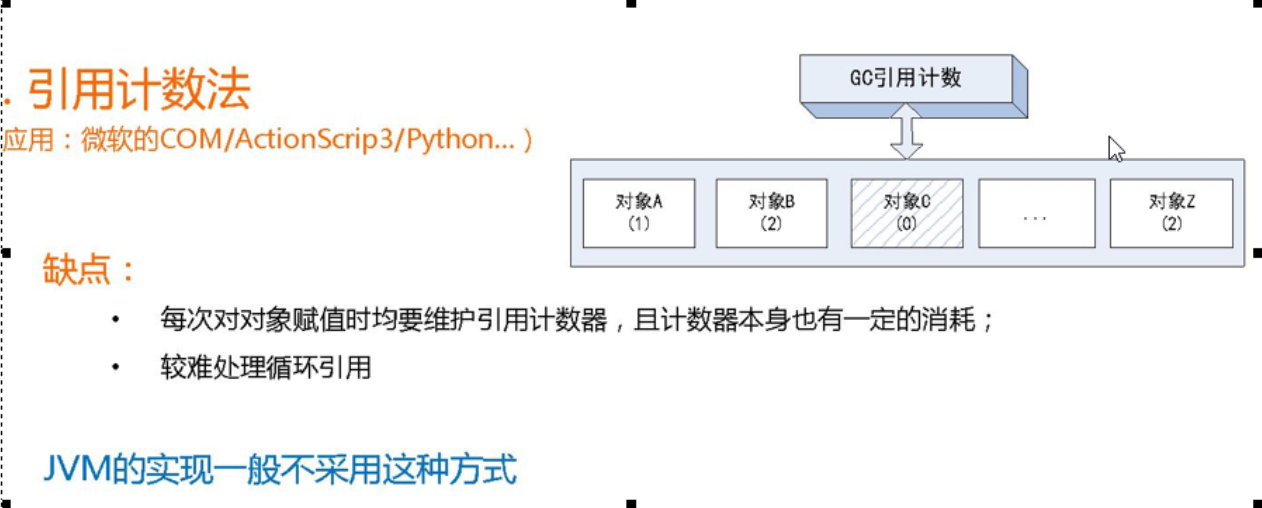 . 引用计数法
应用：微软的COM/ActionScrip3/Python... ）
GC引用计数
对象A
(1)
对象B
(2)
对象C
(0)
...
对象Z
(2)
缺点：
• 每次对对象赋值时均要维护引用计数器，且计数器本身也有一定的消耗；
• 较难处理循环引用
JVM的实现一般不采用这种方式